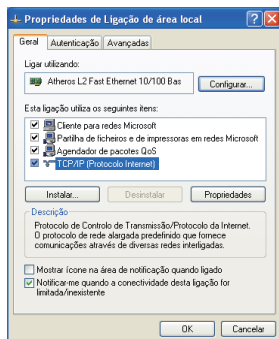 Propriedades de Ligação de área local
Geral Autenticação Avançadas
Ligar utilizando:
Atheros L2 Fast Ethernet 10/100 Bas Configurar...
Esta ligação utiliza os seguintes itens:
Cliente para redes Microsoft
Partilha de ficheiros e de impressoras em redes Microsoft
Agendador de pacotes QoS
TCP/IP (Protocolo Internet)
Instalar... Desinstalar Propriedades
Descrição
Protocolo de Controlo de Transmissão/Protocolo da Internet.
O protocolo de rede alargada predefinido que fornece
comunicações através de diversas redes interligadas.
Mostrar ícone na área de notificação quando ligado
Notificar-me quando a conectividade desta ligação for
limitada/inexistente
OK Cancelar